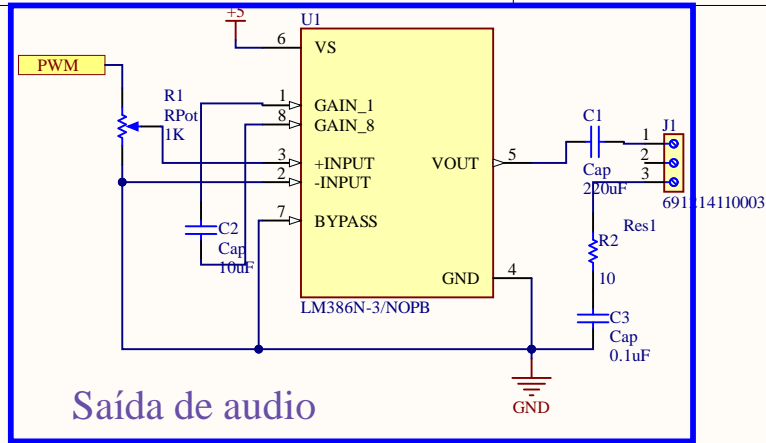 +5
U1
6
VS
PWM
R1
RPot
1K
1
GAIN_1
8
GAIN_8
3
+INPUT
2
-INPUT
7
BYPASS
VOUT
5
C1
Cap
220uF
J1
1
2
3
691214110003
C2
Cap
10uF
Res1
R2
10
GND
4
LM386N-3/NOPB
C3
Cap
0.1uF
GND
Saída de audio